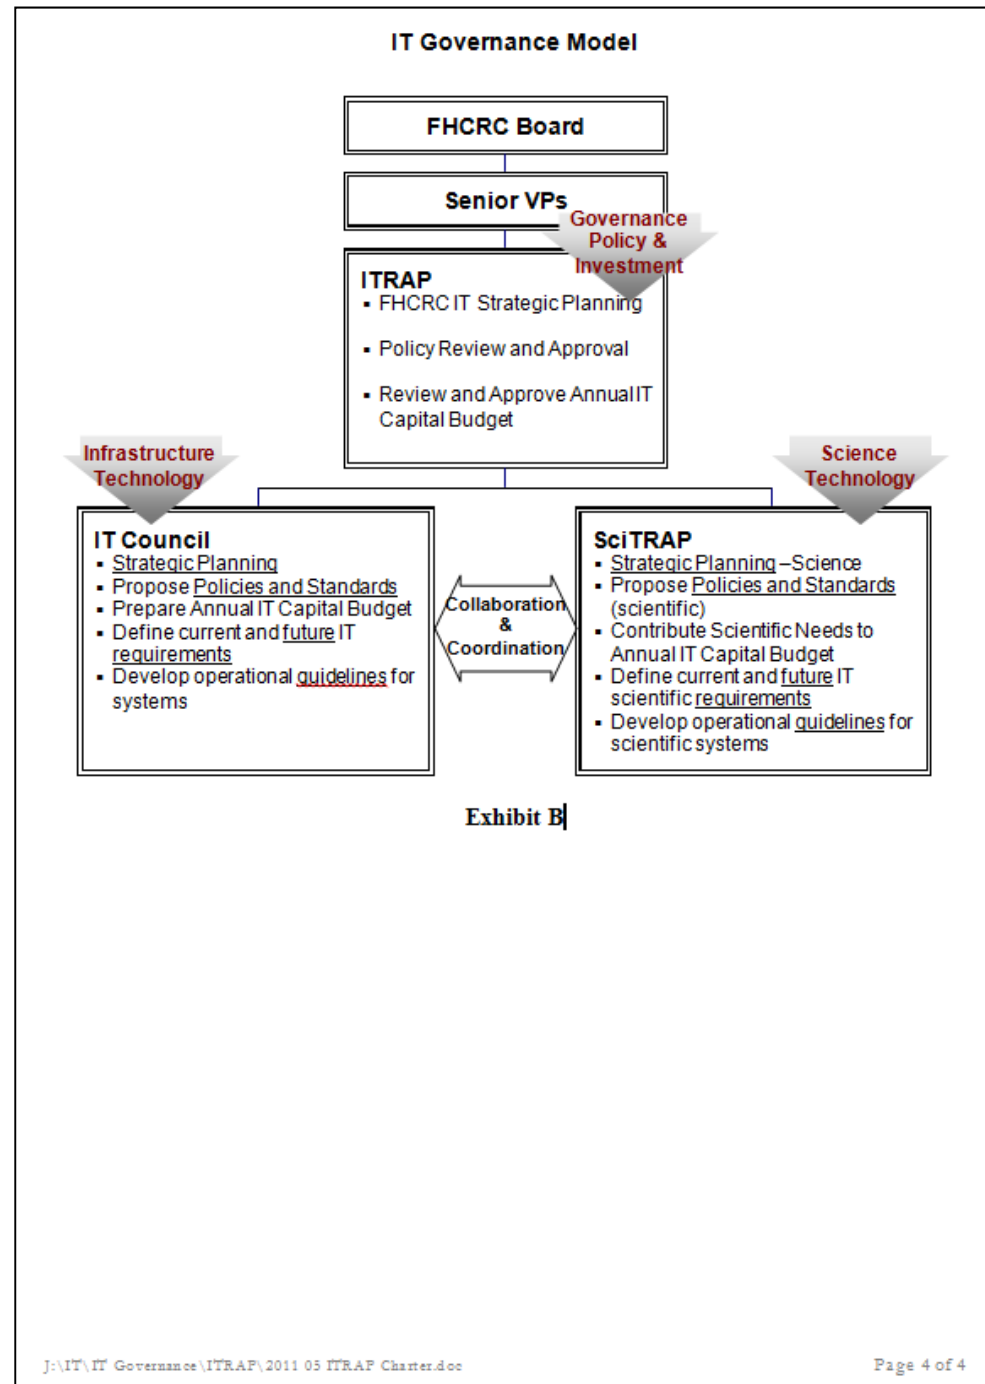 IT Governance Model
FHCRC Board
Senior VPs
Governance
Policy &
Investment
ITRAP
▪ FHCRC IT Strategic Planning
▪ Policy Review and Approval
▪ Review and Approve Annual IT
Capital Budget
Infrastructure
Technology
Science
Technology
IT Council
▪ Strategic Planning
▪ Propose Policies and Standards
▪ Prepare Annual IT Capital Budget
▪ Define current and future IT
requirements
▪ Develop operational guidelines for
systems
Collaboration
&
Coordination
SciTRAP
▪ Strategic Planning –Science
▪ Propose Policies and Standards
(scientific)
▪ Contribute Scientific Needs to
Annual IT Capital Budget
▪ Define current and future IT
scientific requirements
▪ Develop operational guidelines for
scientific systems
Exhibit B
J:\IT\IT Governance\ITRAP\2011 05 ITRAP Charter.doc
Page 4 of 4